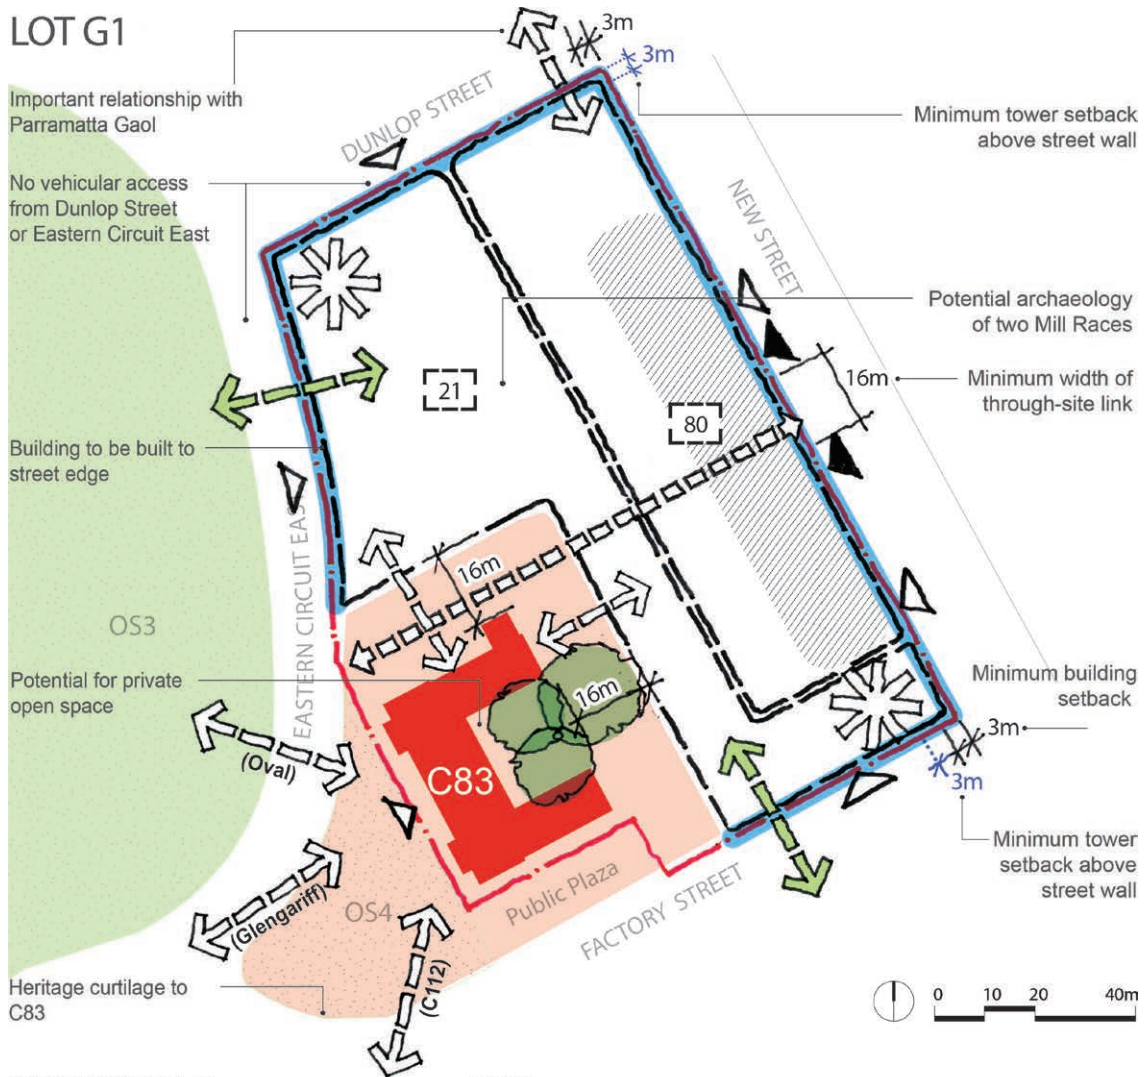 LOT G1
3m
3m
Important relationship with
Parramatta Gaol
DUNLOP STREET
Minimum tower setback
above street wall
No vehicular access
from Dunlop Street
or Eastern Circuit East
NEW STREET
Potential archaeology
of two Mill Races
21
16m
Minimum width of
through-site link
80
Building to be built to
street edge
EASTERN CIRCUIT EAS
16m
OS3
Potential for private
open space
16m
Minimum building
setback
3m
(Oval)
C83
3m
Minimum tower
setback above
street wall
Public Plaza
(Glengariff)
OS4
FACTORY STREET
(C112)
Heritage curtilage to
C83
0 10 20 40m